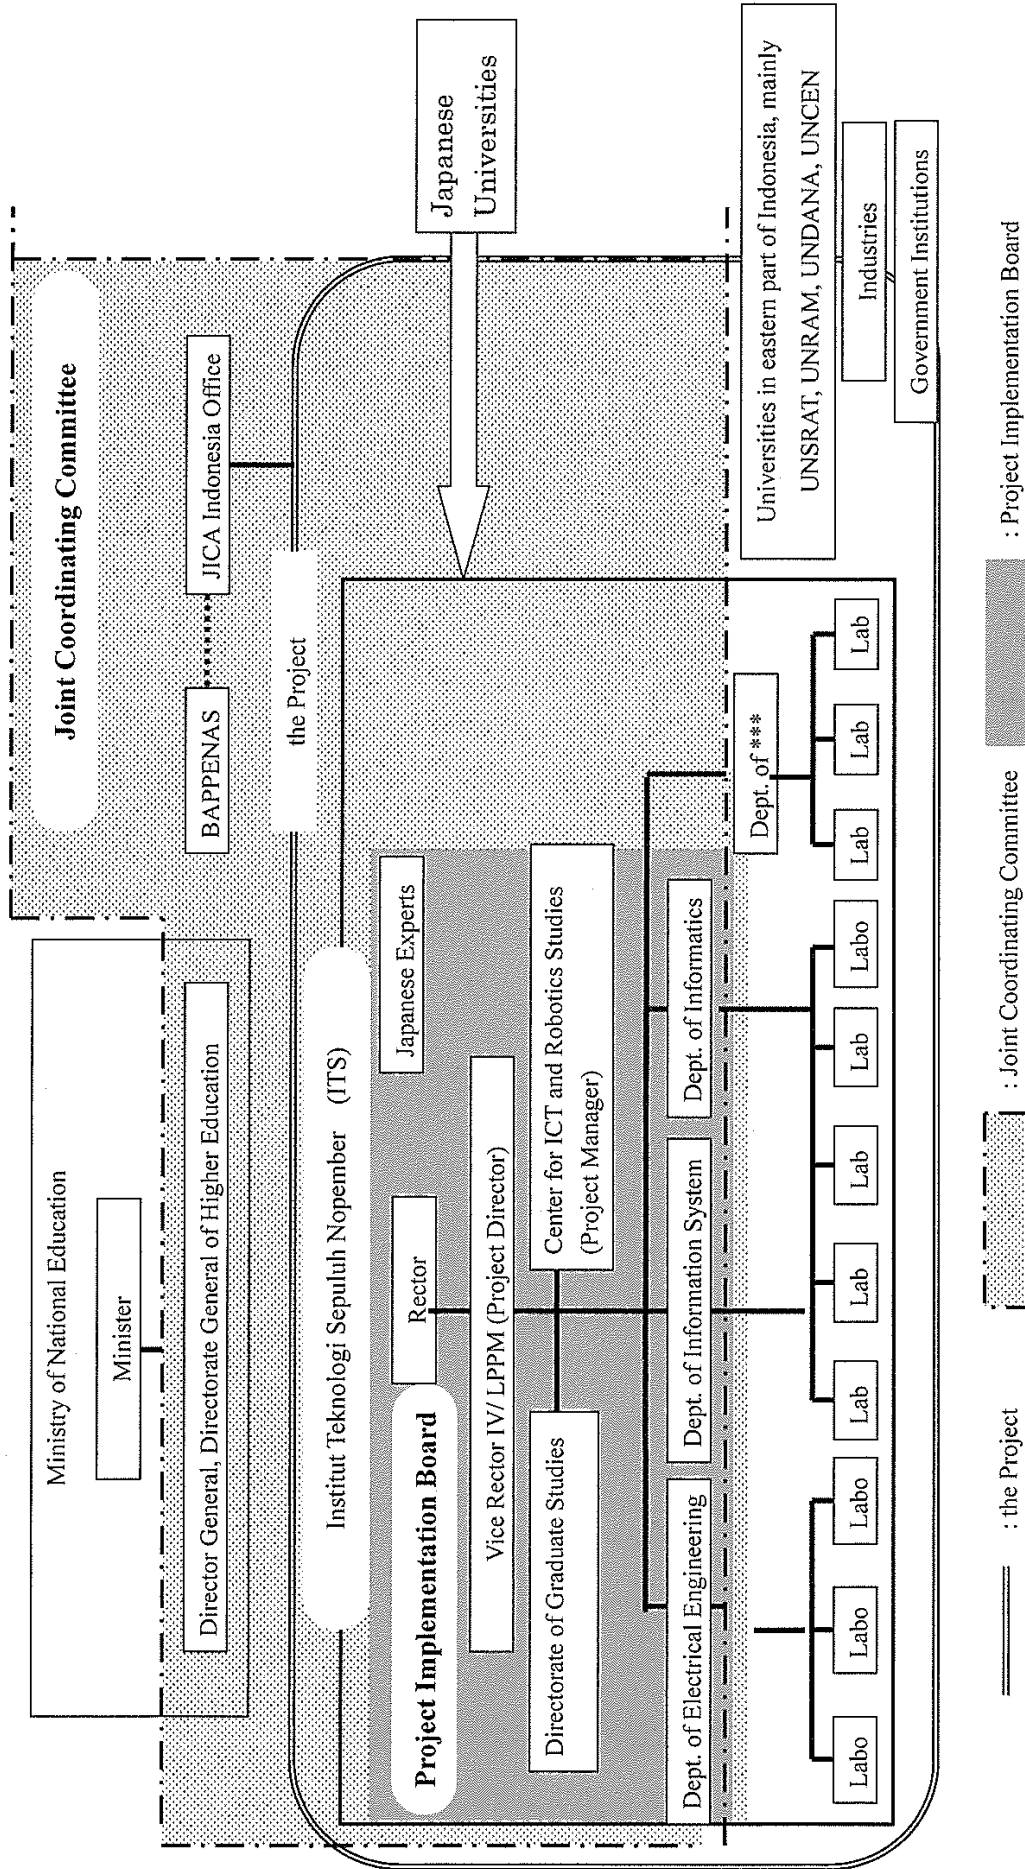 Ministry of National Education
Minister
Director General, Directorate General of Higher Education
Joint Coordinating Committee
BAPPENAS
JICA Indonesia Office
the Project
Institut Teknologi Sepuluh Nopember (ITS)
Project Implementation Board
Rector
Japanese Experts
Japanese
Universities
Vice Rector IV/ LPPM (Project Director)
Directorate of Graduate Studies
Center for ICT and Robotics Studies
(Project Manager)
Dept. of Electrical Engineering
Dept. of Information System
Dept. of Informatics
Dept. of ***
Labo
Labo
Labo
Lab
Lab
Lab
Lab
Labo
Lab
Lab
Lab
Universities in eastern part of Indonesia, mainly
UNSRAT, UNRAM, UNDANA, UNCEN
Industries
Government Institutions
: the Project
: Joint Coordinating Committee
: Project Implementation Board